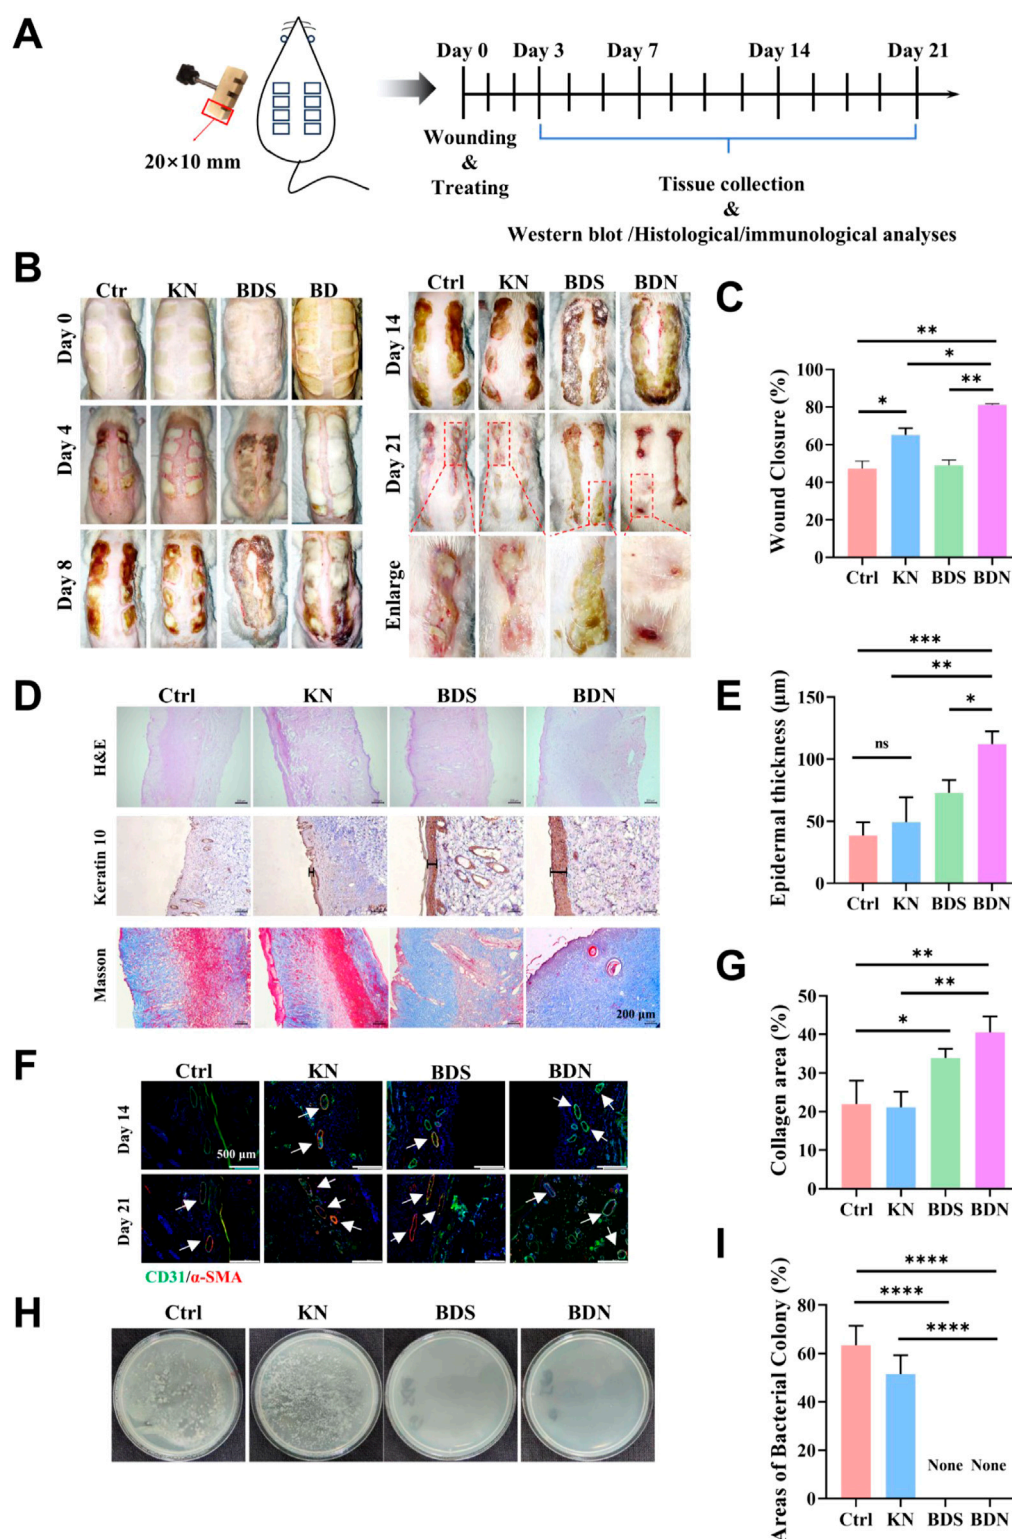 A
Day 0 Day 3 Day 7 Day 14 Day 21
20×10 mm
Wounding
&
Treating
Tissue collection
&
Western blot /Histological/immunological analyses
B
Ctr KN BDS BD
Day 0
Day 4
Day 8
Ctrl KN BDS BDN
Day 14
Day 21
Enlarge
C
Wound Closure (%)
100
80
60
40
20
0
** * ** *
Ctrl KN BDS BDN
D
Ctrl KN BDS BDN
H&E
Keratin 10
Masson
200 µm
E
Epidermal thickness (µm)
150
100
50
0
*** ** * ns
Ctrl KN BDS BDN
F
Ctrl KN BDS BDN
Day 14
500 µm
Day 21
CD31/α-SMA
G
Collagen area (%)
50
40
30
20
10
0
** ** *
Ctrl KN BDS BDN
H
Ctrl KN BDS BDN
I
Areas of Bacterial Colony (%)
80
60
40
20
0
**** **** ****
None None
Ctrl KN BDS BDN